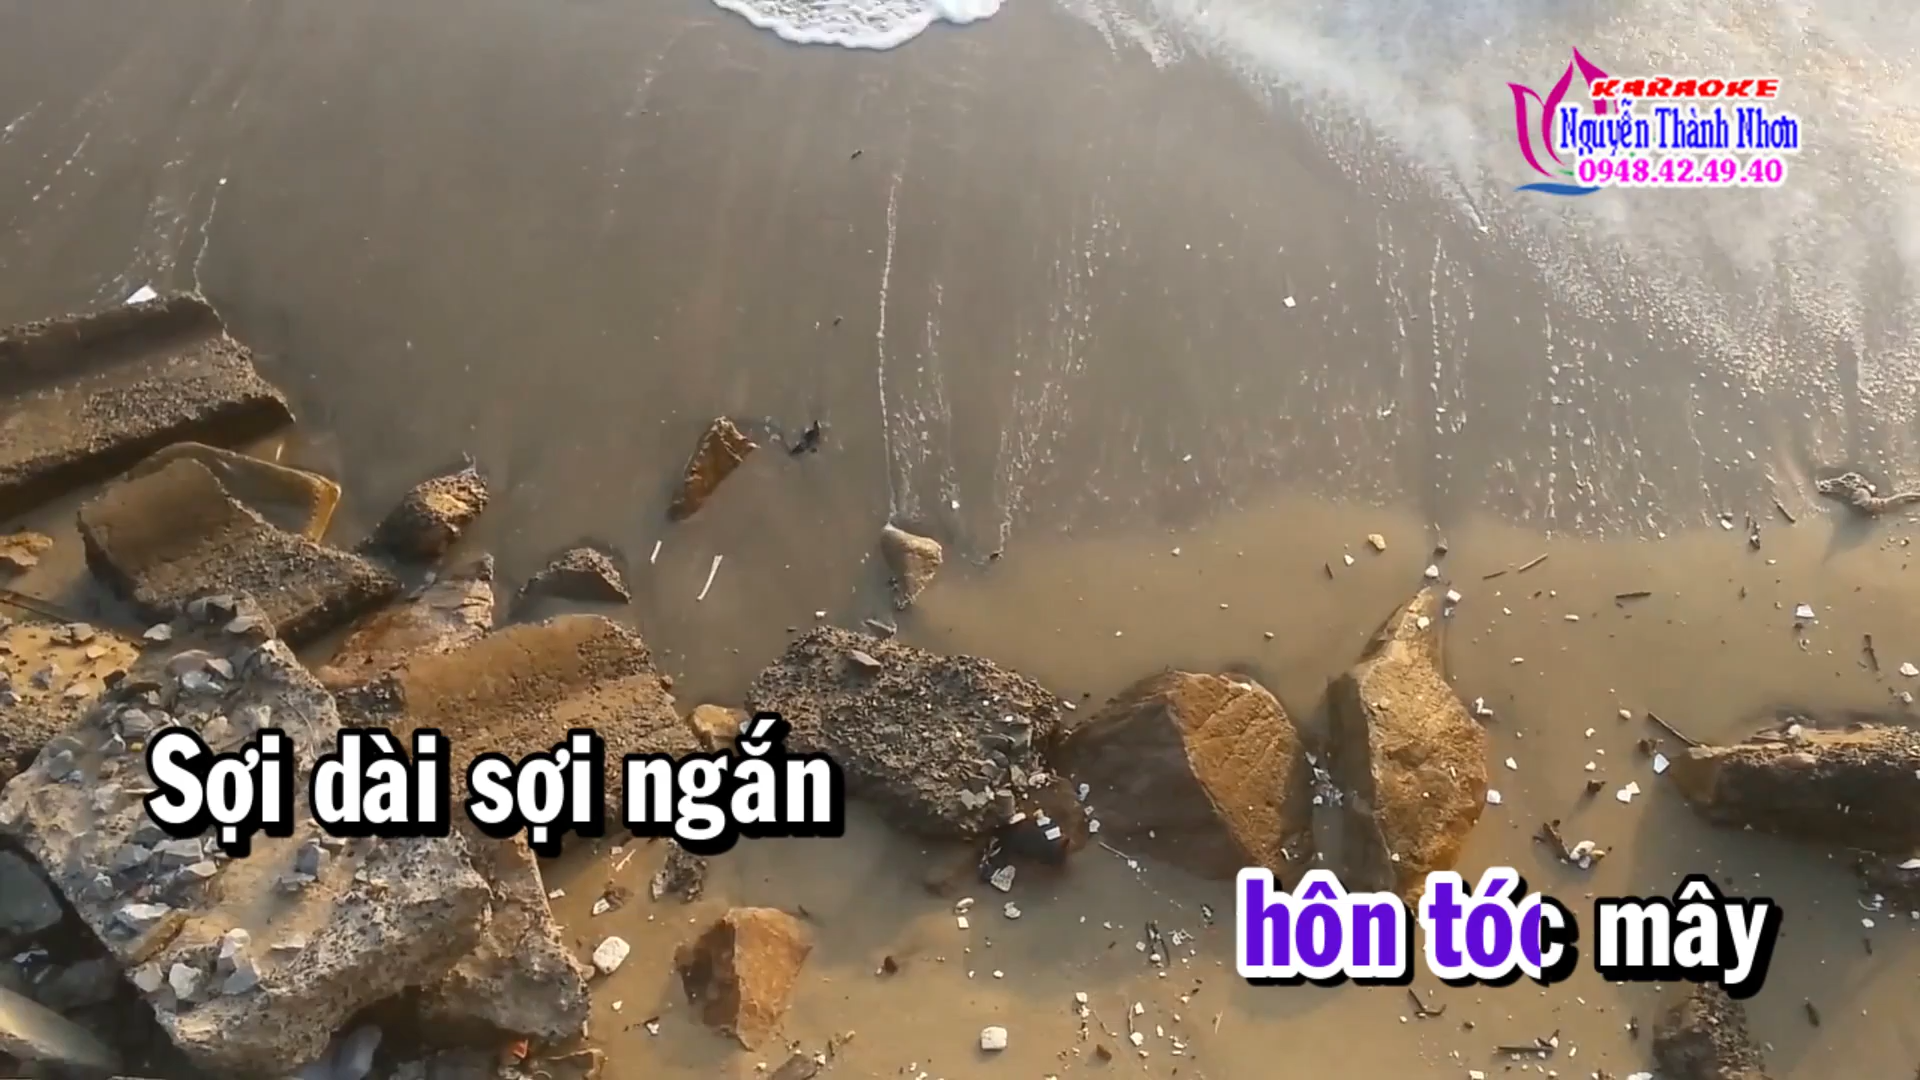 KARAOKE
Nguyễn Thành Nhơn
0948.42.49.40
Sợi dài sợi ngắn
hôn tóc mây